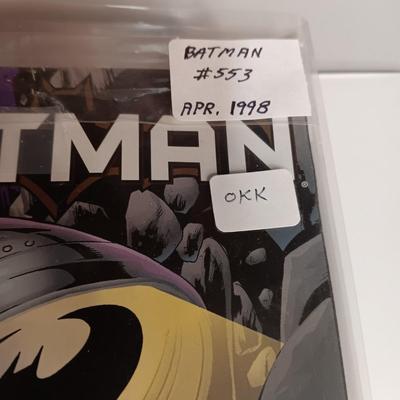 BATMAN
#553
APR. 1998
TMAN
OKK